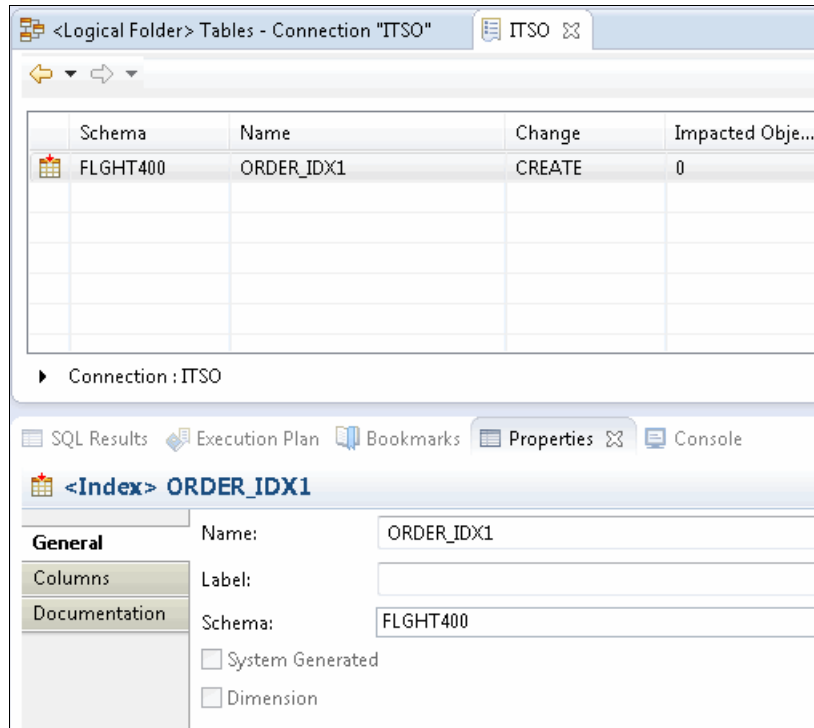 <Logical Folder> Tables - Connection "ITSO" ITSO
Schema Name Change Impacted Obje...
FLGHT400 ORDER_IDX1 CREATE 0
Connection : ITSO
SQL Results Execution Plan Bookmarks Properties Console
<Index> ORDER_IDX1
General Name: ORDER_IDX1
Columns Label:
Documentation Schema: FLGHT400
System Generated
Dimension